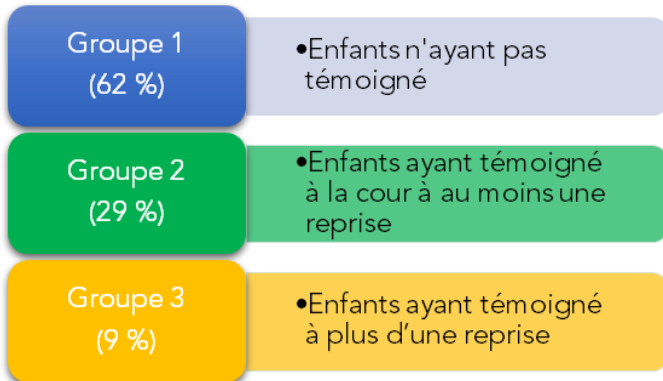 Groupe 1
(62 %)
•Enfants n'ayant pas
témoigné
Groupe 2
(29 %)
•Enfants ayant témoigné
à la cour à au moins une
reprise
Groupe 3
(9 %)
•Enfants ayant témoigné
à plus d’une reprise